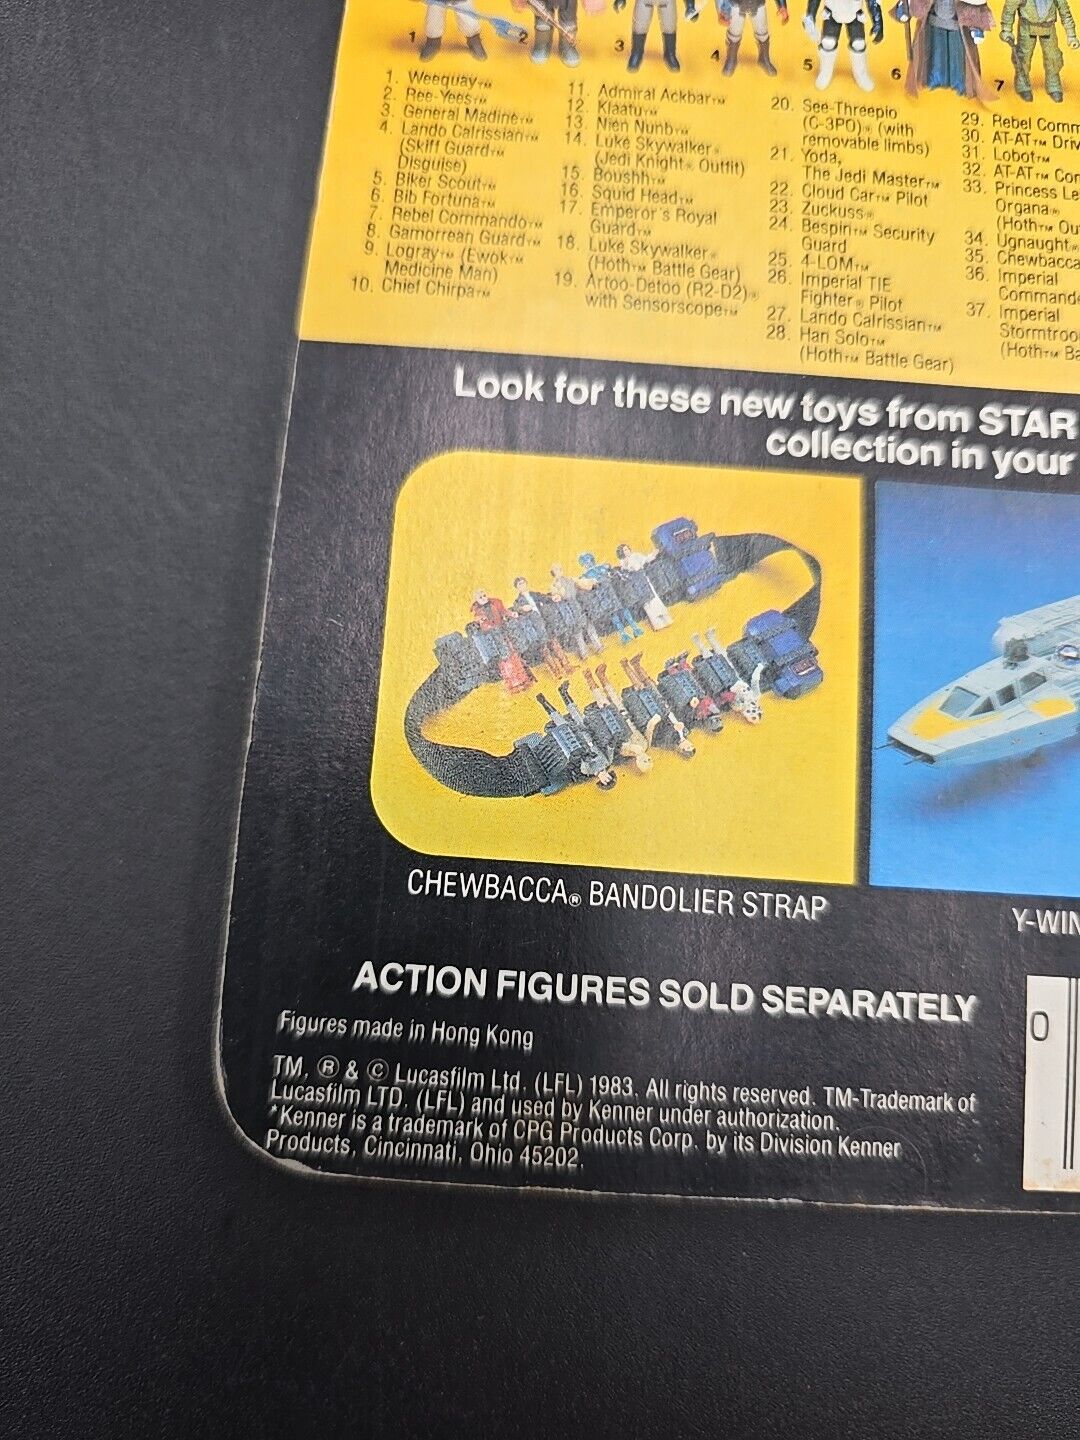 1
2
3
4
5
6
7
1. Weequay™
2. Ree-Yees™
3. General Madine™
4. Lando Calrissian™
(Skiff Guard™
Disguise)
5. Biker Scout™
6. Bib Fortuna™
7. Rebel Commando™
8. Gamorrean Guard™
9. Logray™ (Ewok™
Medicine Man)
10. Chief Chirpa™
11. Admiral Ackbar™
12. Klaatu™
13. Nien Nunb™
14. Luke Skywalker®
(Jedi Knight® Outfit)
15. Boushh™
16. Squid Head™
17. Emperor's Royal
Guard™
18. Luke Skywalker®
(Hoth™ Battle Gear)
19. Artoo-Detoo (R2-D2)®
with Sensorscope™
20. See-Threepio
(C-3PO)® (with
removable limbs)
21. Yoda,
The Jedi Master™
22. Cloud Car™ Pilot
23. Zuckuss®
24. Bespin™ Security
Guard
25. 4-LOM™
26. Imperial TIE
Fighter® Pilot
27. Lando Calrissian™
28. Han Solo™
(Hoth™ Battle Gear)
29. Rebel Comm
30. AT-AT™ Driv
31. Lobot™
32. AT-AT™ Com
33. Princess Le
Organa®
(Hoth™ Ou
34. Ugnaught®
35. Chewbacca
36. Imperial
Commande
37. Imperial
Stormtroo
(Hoth™ Ba
Look for these new toys from STAR
collection in your
CHEWBACCA® BANDOLIER STRAP
Y-WIN
ACTION FIGURES SOLD SEPARATELY
Figures made in Hong Kong
TM, ® & © Lucasfilm Ltd. (LFL) 1983. All rights reserved. TM-Trademark of
Lucasfilm LTD. (LFL) and used by Kenner under authorization.
*Kenner is a trademark of CPG Products Corp. by its Division Kenner
Products, Cincinnati, Ohio 45202.
0